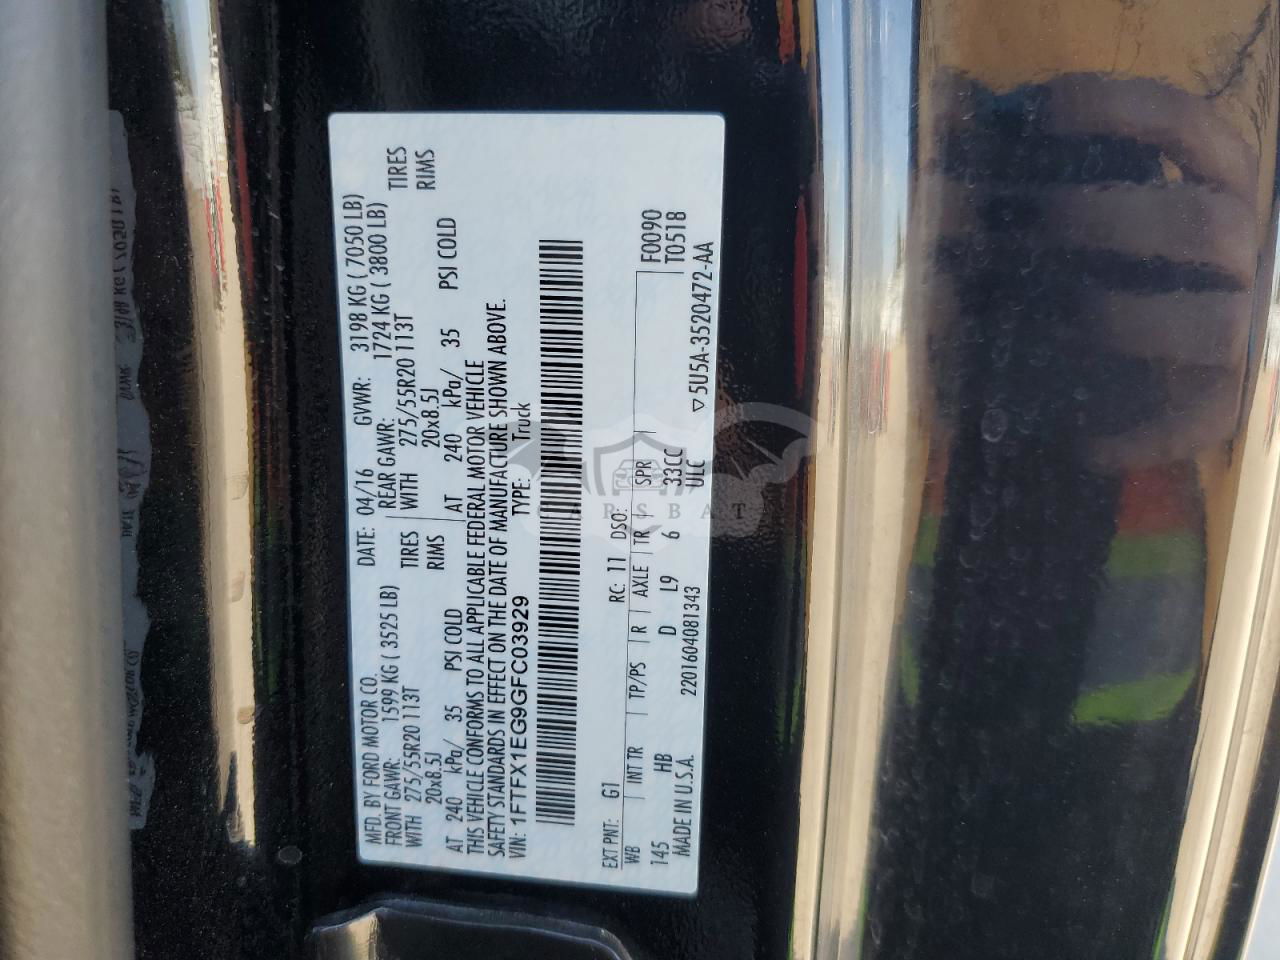 MFD. BY FORD MOTOR CO.
DATE: 04/16 GVWR: 3198 KG ( 7050 LB)
FRONT GAWR: 1599 KG ( 3525 LB)
REAR GAWR: 1724 KG ( 3800 LB)
WITH 275/55R20 113T TIRES
WITH 275/55R20 113T TIRES
20x8.5J RIMS
20x8.5J RIMS
AT 240 kPa/ 35 PSI COLD
AT 240 kPa/ 35 PSI COLD
THIS VEHICLE CONFORMS TO ALL APPLICABLE FEDERAL MOTOR VEHICLE
SAFETY STANDARDS IN EFFECT ON THE DATE OF MANUFACTURE SHOWN ABOVE.
VIN: 1FTFX1EG9GFC03929 TYPE: Truck
EXT PNT: G1 RC: 11 DSO: F0090
WB INT TR TP/PS R AXLE TR SPR T0518
145 HB D L9 6 33CC
ULC
MADE IN U.S.A. 2201604081343 ▽5U5A-3520472-AA
CARSBAT